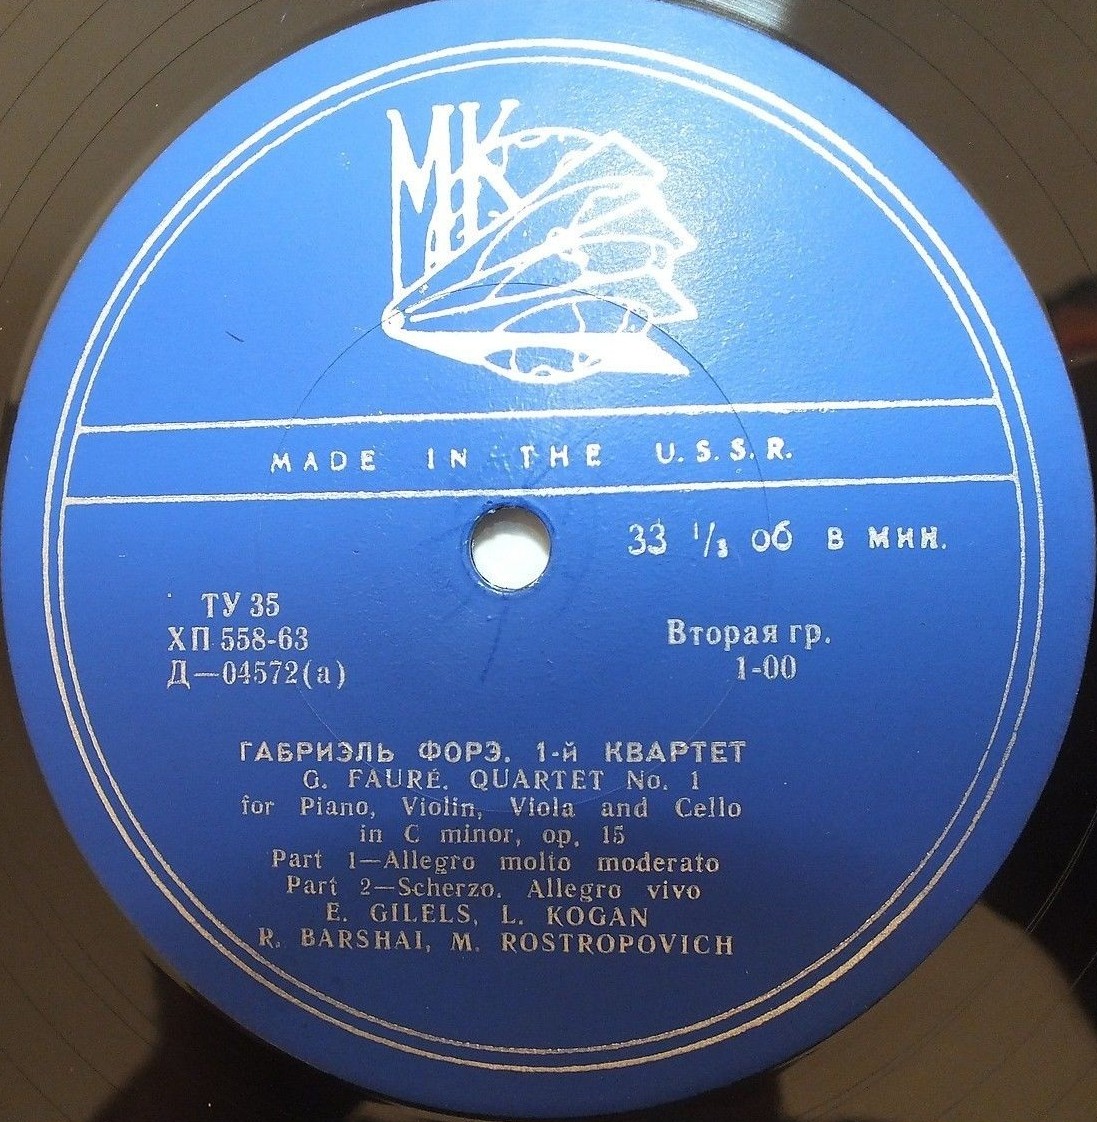 МК
MADE IN THE U.S.S.R.
33 1/3 об в мин.
ТУ 35
ХП 558-63
Д—04572(а)
Вторая гр.
1-00
ГАБРИЭЛЬ ФОРЭ. 1-й КВАРТЕТ
G. FAURÉ. QUARTET No. 1
for Piano, Violin, Viola and Cello
in C minor, op. 15
Part 1—Allegro molto moderato
Part 2—Scherzo. Allegro vivo
E. GILELS, L. KOGAN
R. BARSHAI, M. ROSTROPOVICH